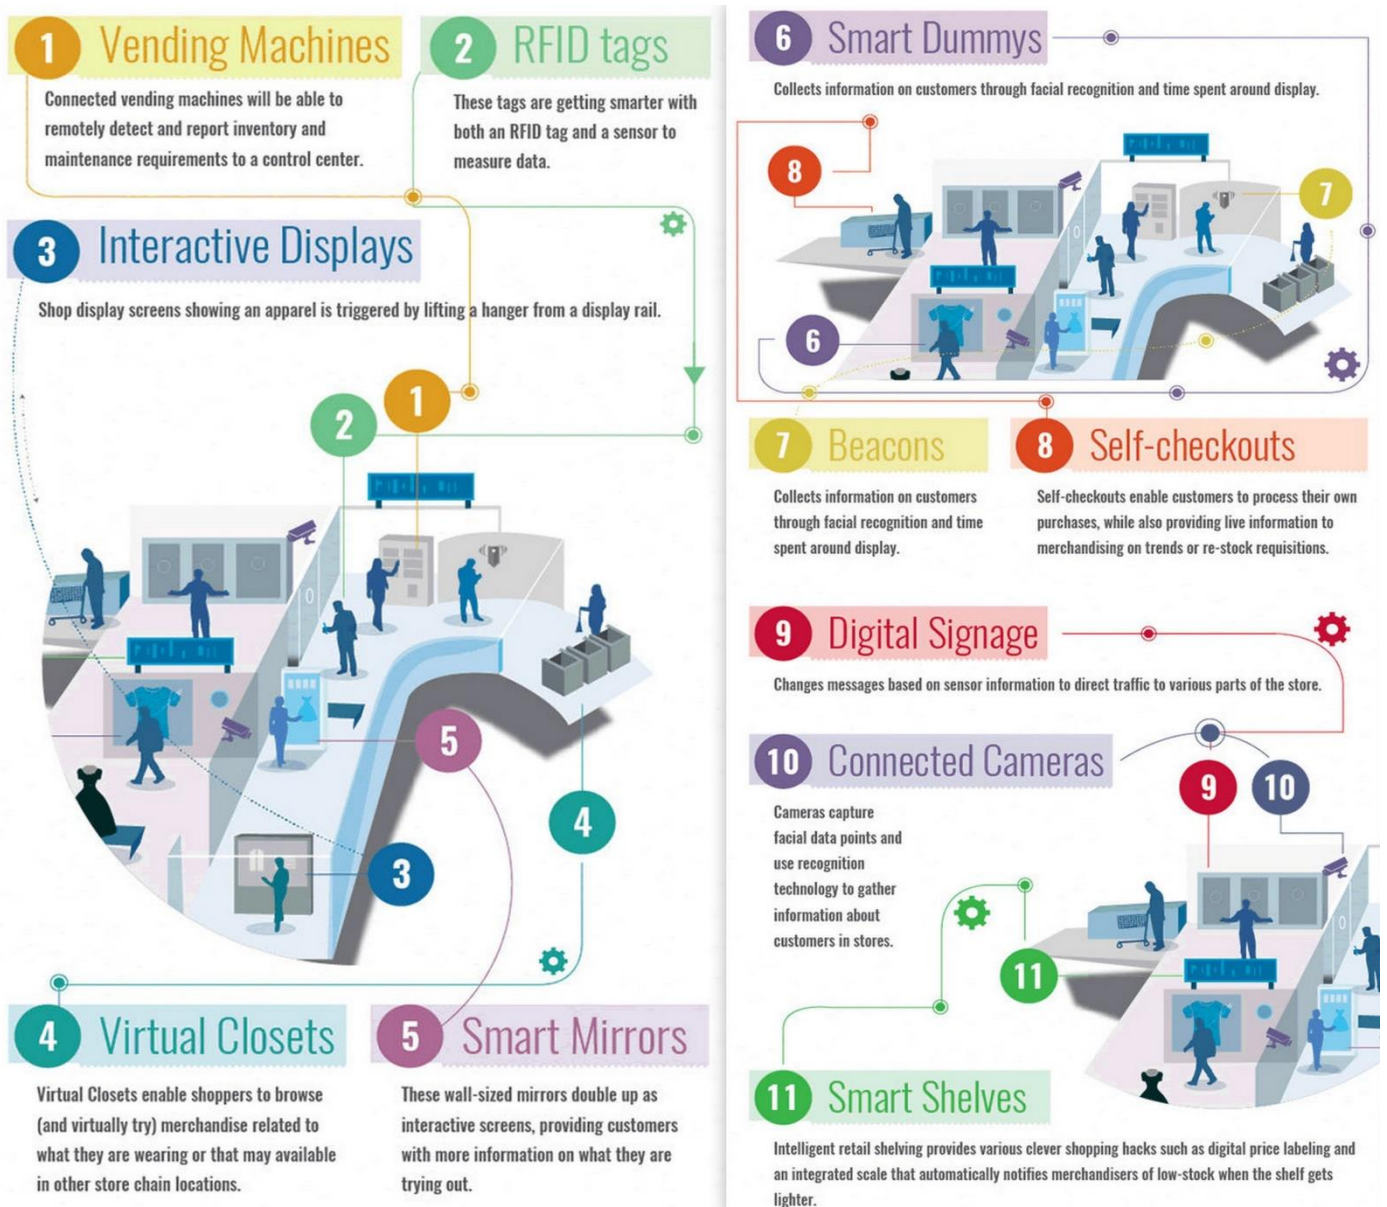 1 Vending Machines
Connected vending machines will be able to
remotely detect and report inventory and
maintenance requirements to a control center.
2 RFID tags
These tags are getting smarter with
both an RFID tag and a sensor to
measure data.
3 Interactive Displays
Shop display screens showing an apparel is triggered by lifting a hanger from a display rail.
1
2
5
4
3
4 Virtual Closets
Virtual Closets enable shoppers to browse
(and virtually try) merchandise related to
what they are wearing or that may available
in other store chain locations.
5 Smart Mirrors
These wall-sized mirrors double up as
interactive screens, providing customers
with more information on what they are
trying out.
6 Smart Dummys
Collects information on customers through facial recognition and time spent around display.
8
7
6
7 Beacons
Collects information on customers
through facial recognition and time
spent around display.
8 Self-checkouts
Self-checkouts enable customers to process their own
purchases, while also providing live information to
merchandising on trends or re-stock requisitions.
9 Digital Signage
Changes messages based on sensor information to direct traffic to various parts of the store.
10 Connected Cameras
Cameras capture
facial data points and
use recognition
technology to gather
information about
customers in stores.
9
10
11
11 Smart Shelves
Intelligent retail shelving provides various clever shopping hacks such as digital price labeling and
an integrated scale that automatically notifies merchandisers of low-stock when the shelf gets
lighter.